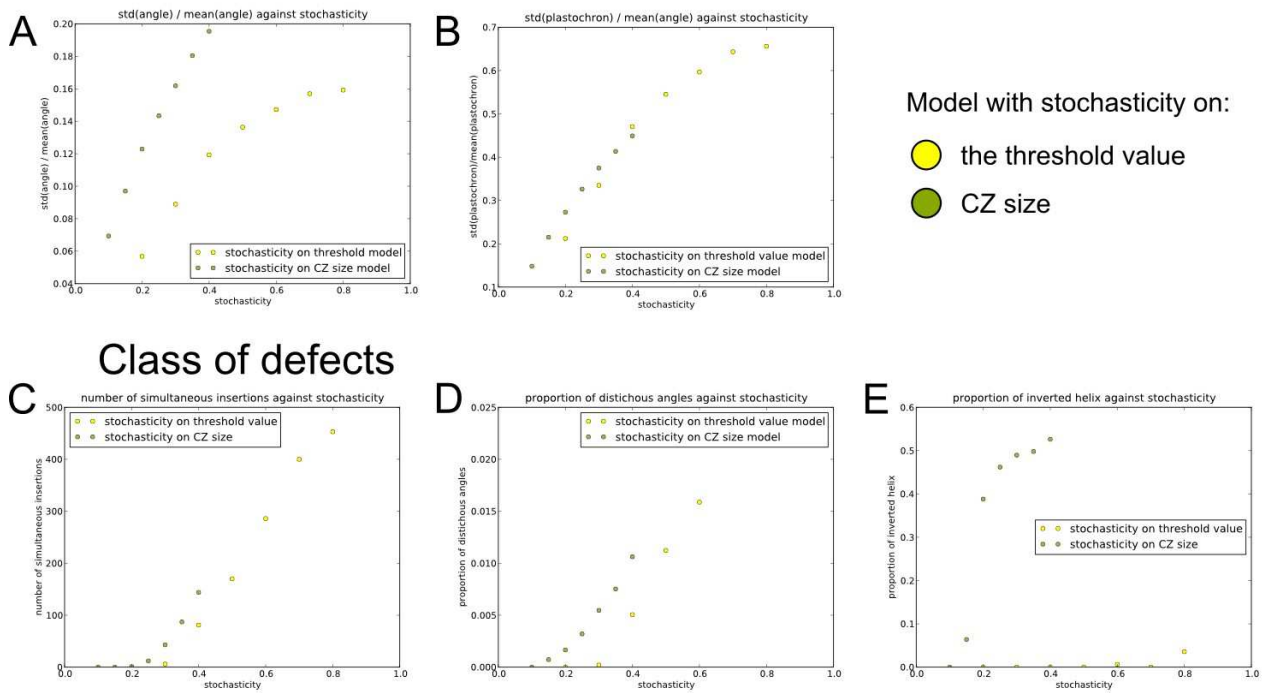 A
std(angle) / mean(angle) against stochasticity
0.20
0.18
0.16
0.14
0.12
0.10
0.08
0.06
0.04
std(angle) / mean(angle)
stochasticity on threshold model
stochasticity on CZ size model
0.0 0.2 0.4 0.6 0.8 1.0
stochasticity
B
std(plastochron) / mean(angle) against stochasticity
0.7
0.6
0.5
0.4
0.3
0.2
0.1
std(plastochron)/mean(plastochron)
stochasticity on threshold value model
stochasticity on CZ size model
0.0 0.2 0.4 0.6 0.8 1.0
stochasticity
Model with stochasticity on:
the threshold value
CZ size
Class of defects
C
number of simultaneous insertions against stochasticity
500
400
300
200
100
0
number of simultaneous insertions
stochasticity on threshold value
stochasticity on CZ size
0.0 0.2 0.4 0.6 0.8 1.0
stochasticity
D
proportion of distichous angles against stochasticity
0.025
0.020
0.015
0.010
0.005
0.000
proportion of distichous angles
stochasticity on threshold value model
stochasticity on CZ size model
0.0 0.2 0.4 0.6 0.8 1.0
stochasticity
E
proportion of inverted helix against stochasticity
0.6
0.5
0.4
0.3
0.2
0.1
0.0
proportion of inverted helix
stochasticity on threshold value
stochasticity on CZ size
0.0 0.2 0.4 0.6 0.8 1.0
stochasticity